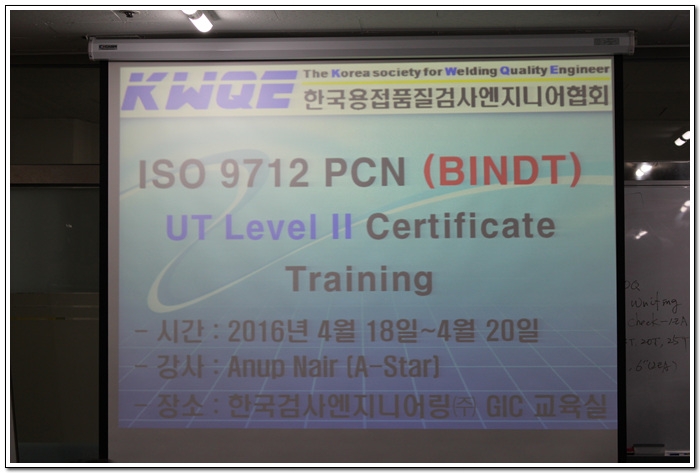 KWQE The Korea society for Welding Quality Engineer
한국용접품질검사엔지니어협회
ISO 9712 PCN (BINDT)
UT Level II Certificate
Training
- 시간 : 2016년 4월 18일~4월 20일
- 강사 : Anup Nair (A-Star)
- 장소 : 한국검사엔지니어링㈜ GIC 교육실